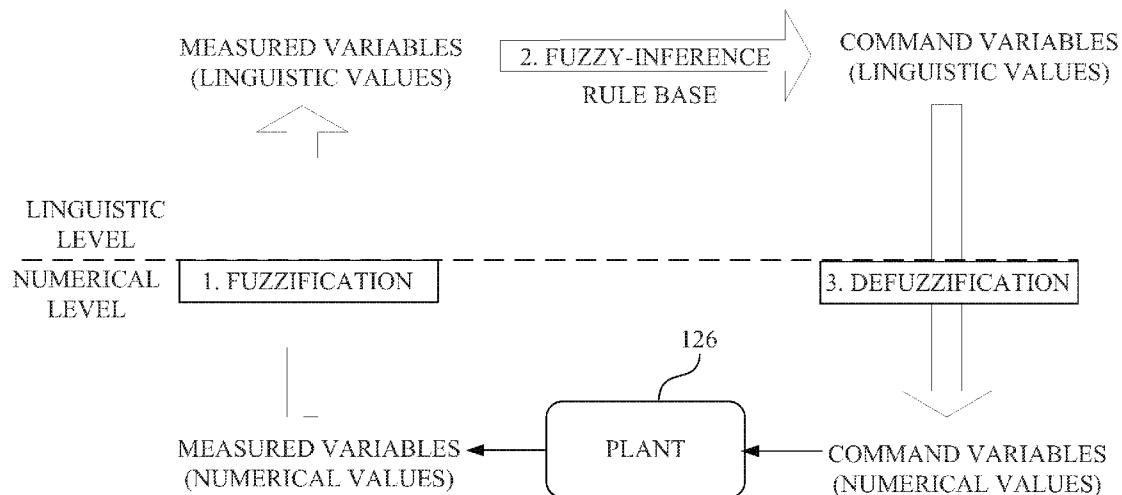 MEASURED VARIABLES
(LINGUISTIC VALUES)
2. FUZZY-INFERENCE
RULE BASE
COMMAND VARIABLES
(LINGUISTIC VALUES)
LINGUISTIC
LEVEL
NUMERICAL
LEVEL
1. FUZZIFICATION
3. DEFUZZIFICATION
126
MEASURED VARIABLES
(NUMERICAL VALUES)
PLANT
COMMAND VARIABLES
(NUMERICAL VALUES)